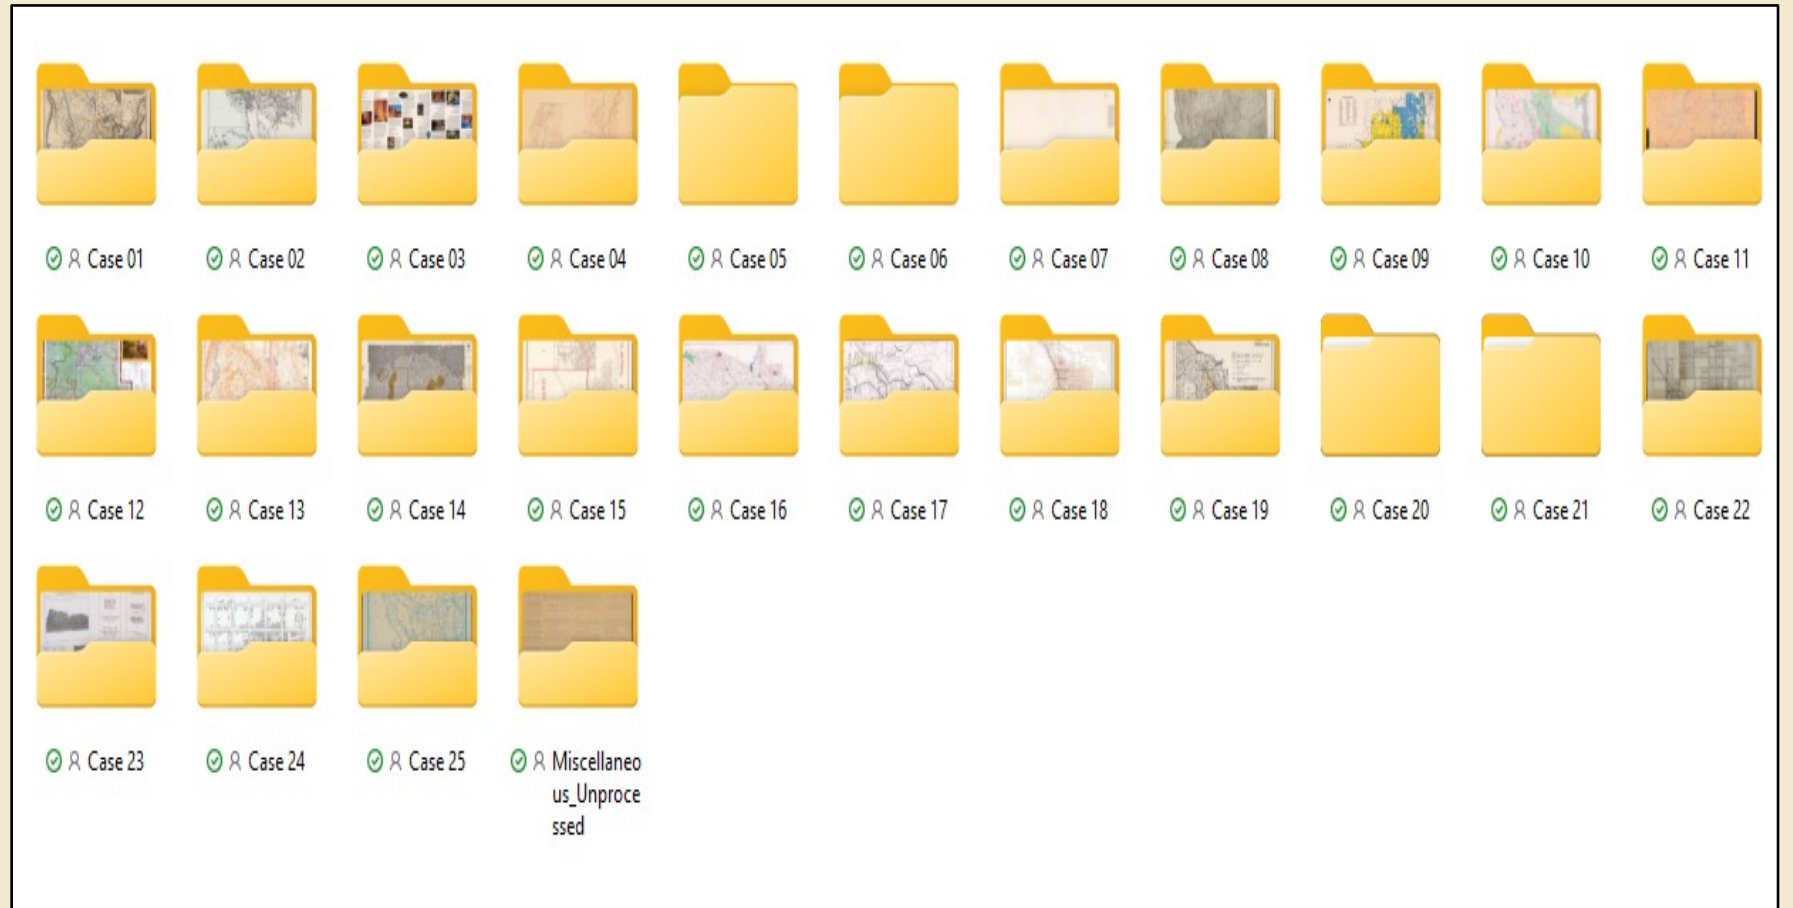 Case 01
Case 02
Case 03
Case 04
Case 05
Case 06
Case 07
Case 08
Case 09
Case 10
Case 11
Case 12
Case 13
Case 14
Case 15
Case 16
Case 17
Case 18
Case 19
Case 20
Case 21
Case 22
Case 23
Case 24
Case 25
Miscellaneo
us_Unproce
ssed